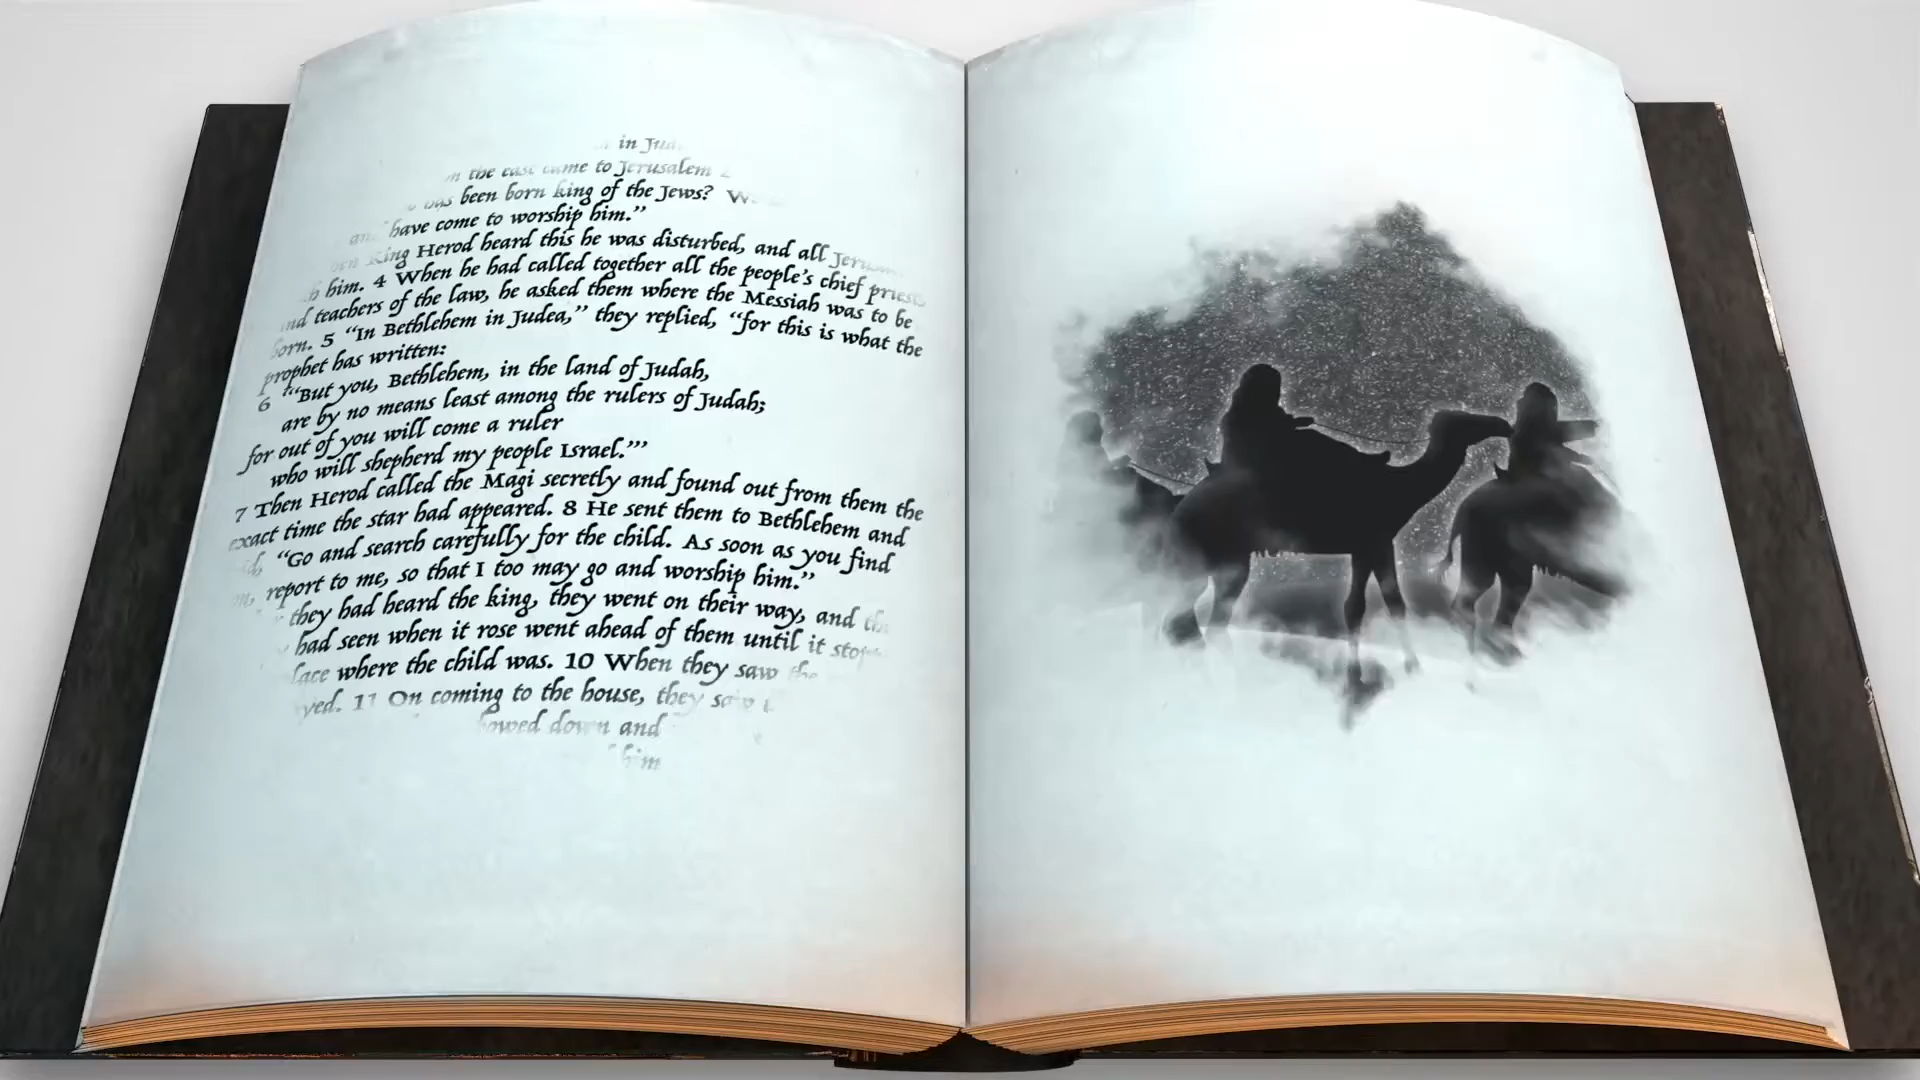 in
the east came to Jerusalem 2
has been born king of the Jews?
and have come to worship him.”
King Herod heard this he was disturbed, and all
him. 4 When he had called together all the people’s chief priests
and teachers of the law, he asked them where the Messiah was to be
born. 5 “In Bethlehem in Judea,” they replied, “for this is what the
prophet has written:
6 “‘But you, Bethlehem, in the land of Judah,
are by no means least among the rulers of Judah;
for out of you will come a ruler
who will shepherd my people Israel.’”
7 Then Herod called the Magi secretly and found out from them the
exact time the star had appeared. 8 He sent them to Bethlehem and
“Go and search carefully for the child. As soon as you find
report to me, so that I too may go and worship him.”
they had heard the king, they went on their way, and
had seen when it rose went ahead of them until it
where the child was. 10 When they saw the
11 On coming to the house, they saw
bowed down and
him